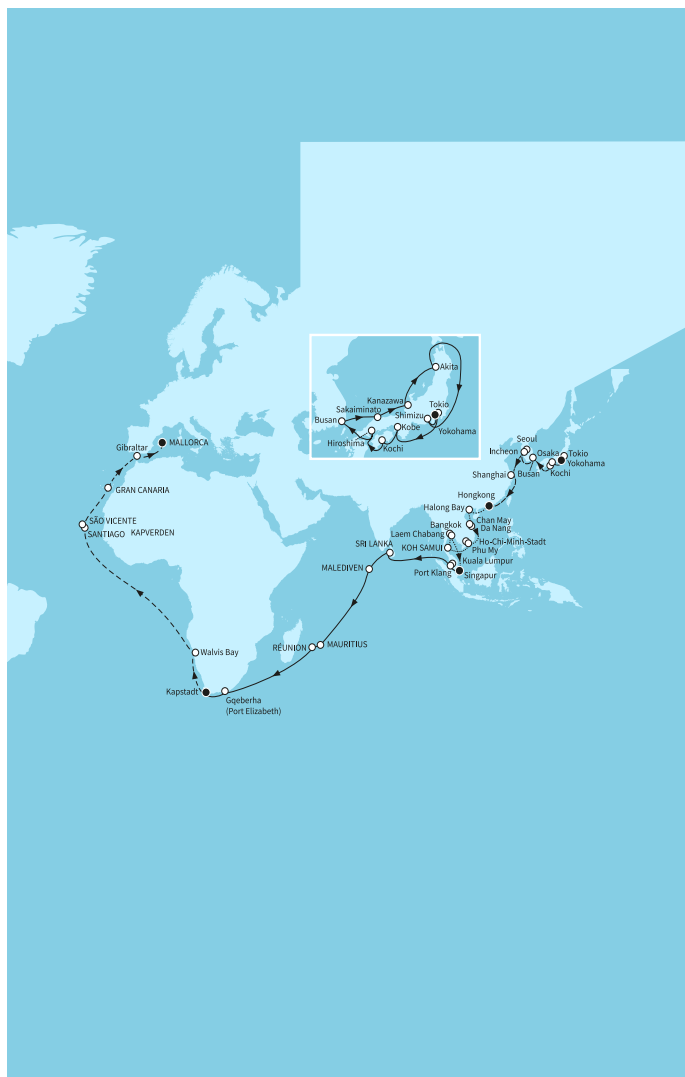 Akita
Kanazawa
Tokio
Sakaiminato
Shimizu
Busan
Kobe
Yokohama
Hiroshima
Kochi
Gibraltar
MALLORCA
GRAN CANARIA
SÃO VICENTE
SANTIAGO KAPVERDEN
Seoul
Incheon
Osaka
Tokio
Yokohama
Shanghai
Busan
Kochi
Hongkong
Halong Bay
Chan May
Da Nang
Bangkok
Laem Chabang
Ho-Chi-Minh-Stadt
SRI LANKA
KOH SAMUI
Phu My
Kuala Lumpur
MALEDIVEN
Port Klang
Singapur
RÉUNION
MAURITIUS
Walvis Bay
Kapstadt
Gqeberha
(Port Elizabeth)